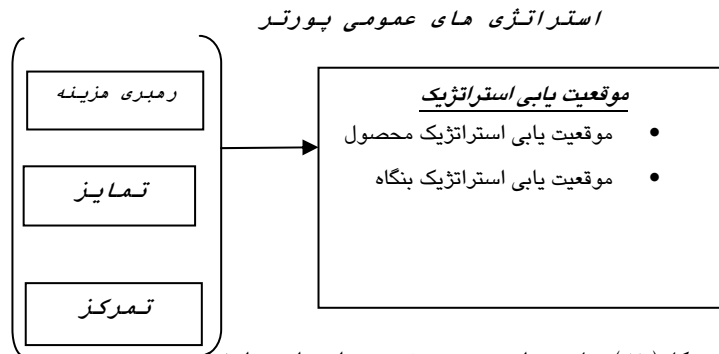 استراتژی های عمومی پورتر
رهبری هزینه
تمایز
تمرکز
موقعیت یابی استراتژیک
• موقعیت یابی استراتژیک محصول
• موقعیت یابی استراتژیک بنگاه